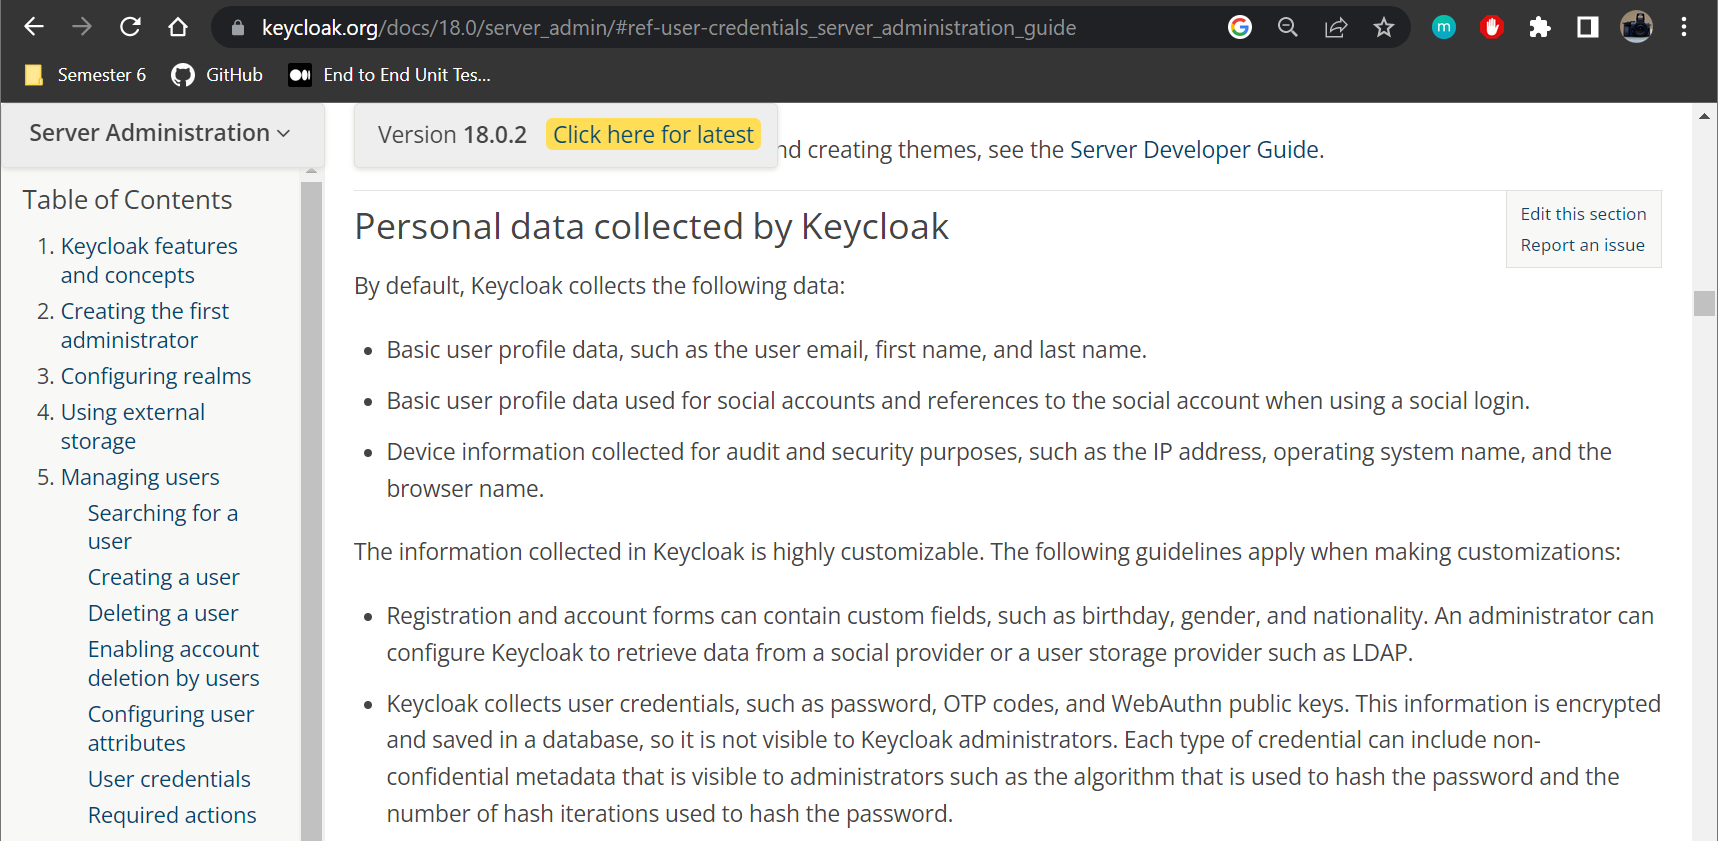 keycloak.org/docs/18.0/server_admin/#ref-user-credentials_server_administration_guide
m
Semester 6
GitHub
End to End Unit Tes...
Server Administration
Version 18.0.2 Click here for latest
nd creating themes, see the Server Developer Guide.
Table of Contents
1. Keycloak features
and concepts
2. Creating the first
administrator
3. Configuring realms
4. Using external
storage
5. Managing users
Searching for a
user
Creating a user
Deleting a user
Enabling account
deletion by users
Configuring user
attributes
User credentials
Required actions
Edit this section
Report an issue
Personal data collected by Keycloak
By default, Keycloak collects the following data:
• Basic user profile data, such as the user email, first name, and last name.
• Basic user profile data used for social accounts and references to the social account when using a social login.
• Device information collected for audit and security purposes, such as the IP address, operating system name, and the
browser name.
The information collected in Keycloak is highly customizable. The following guidelines apply when making customizations:
• Registration and account forms can contain custom fields, such as birthday, gender, and nationality. An administrator can
configure Keycloak to retrieve data from a social provider or a user storage provider such as LDAP.
• Keycloak collects user credentials, such as password, OTP codes, and WebAuthn public keys. This information is encrypted
and saved in a database, so it is not visible to Keycloak administrators. Each type of credential can include non-
confidential metadata that is visible to administrators such as the algorithm that is used to hash the password and the
number of hash iterations used to hash the password.